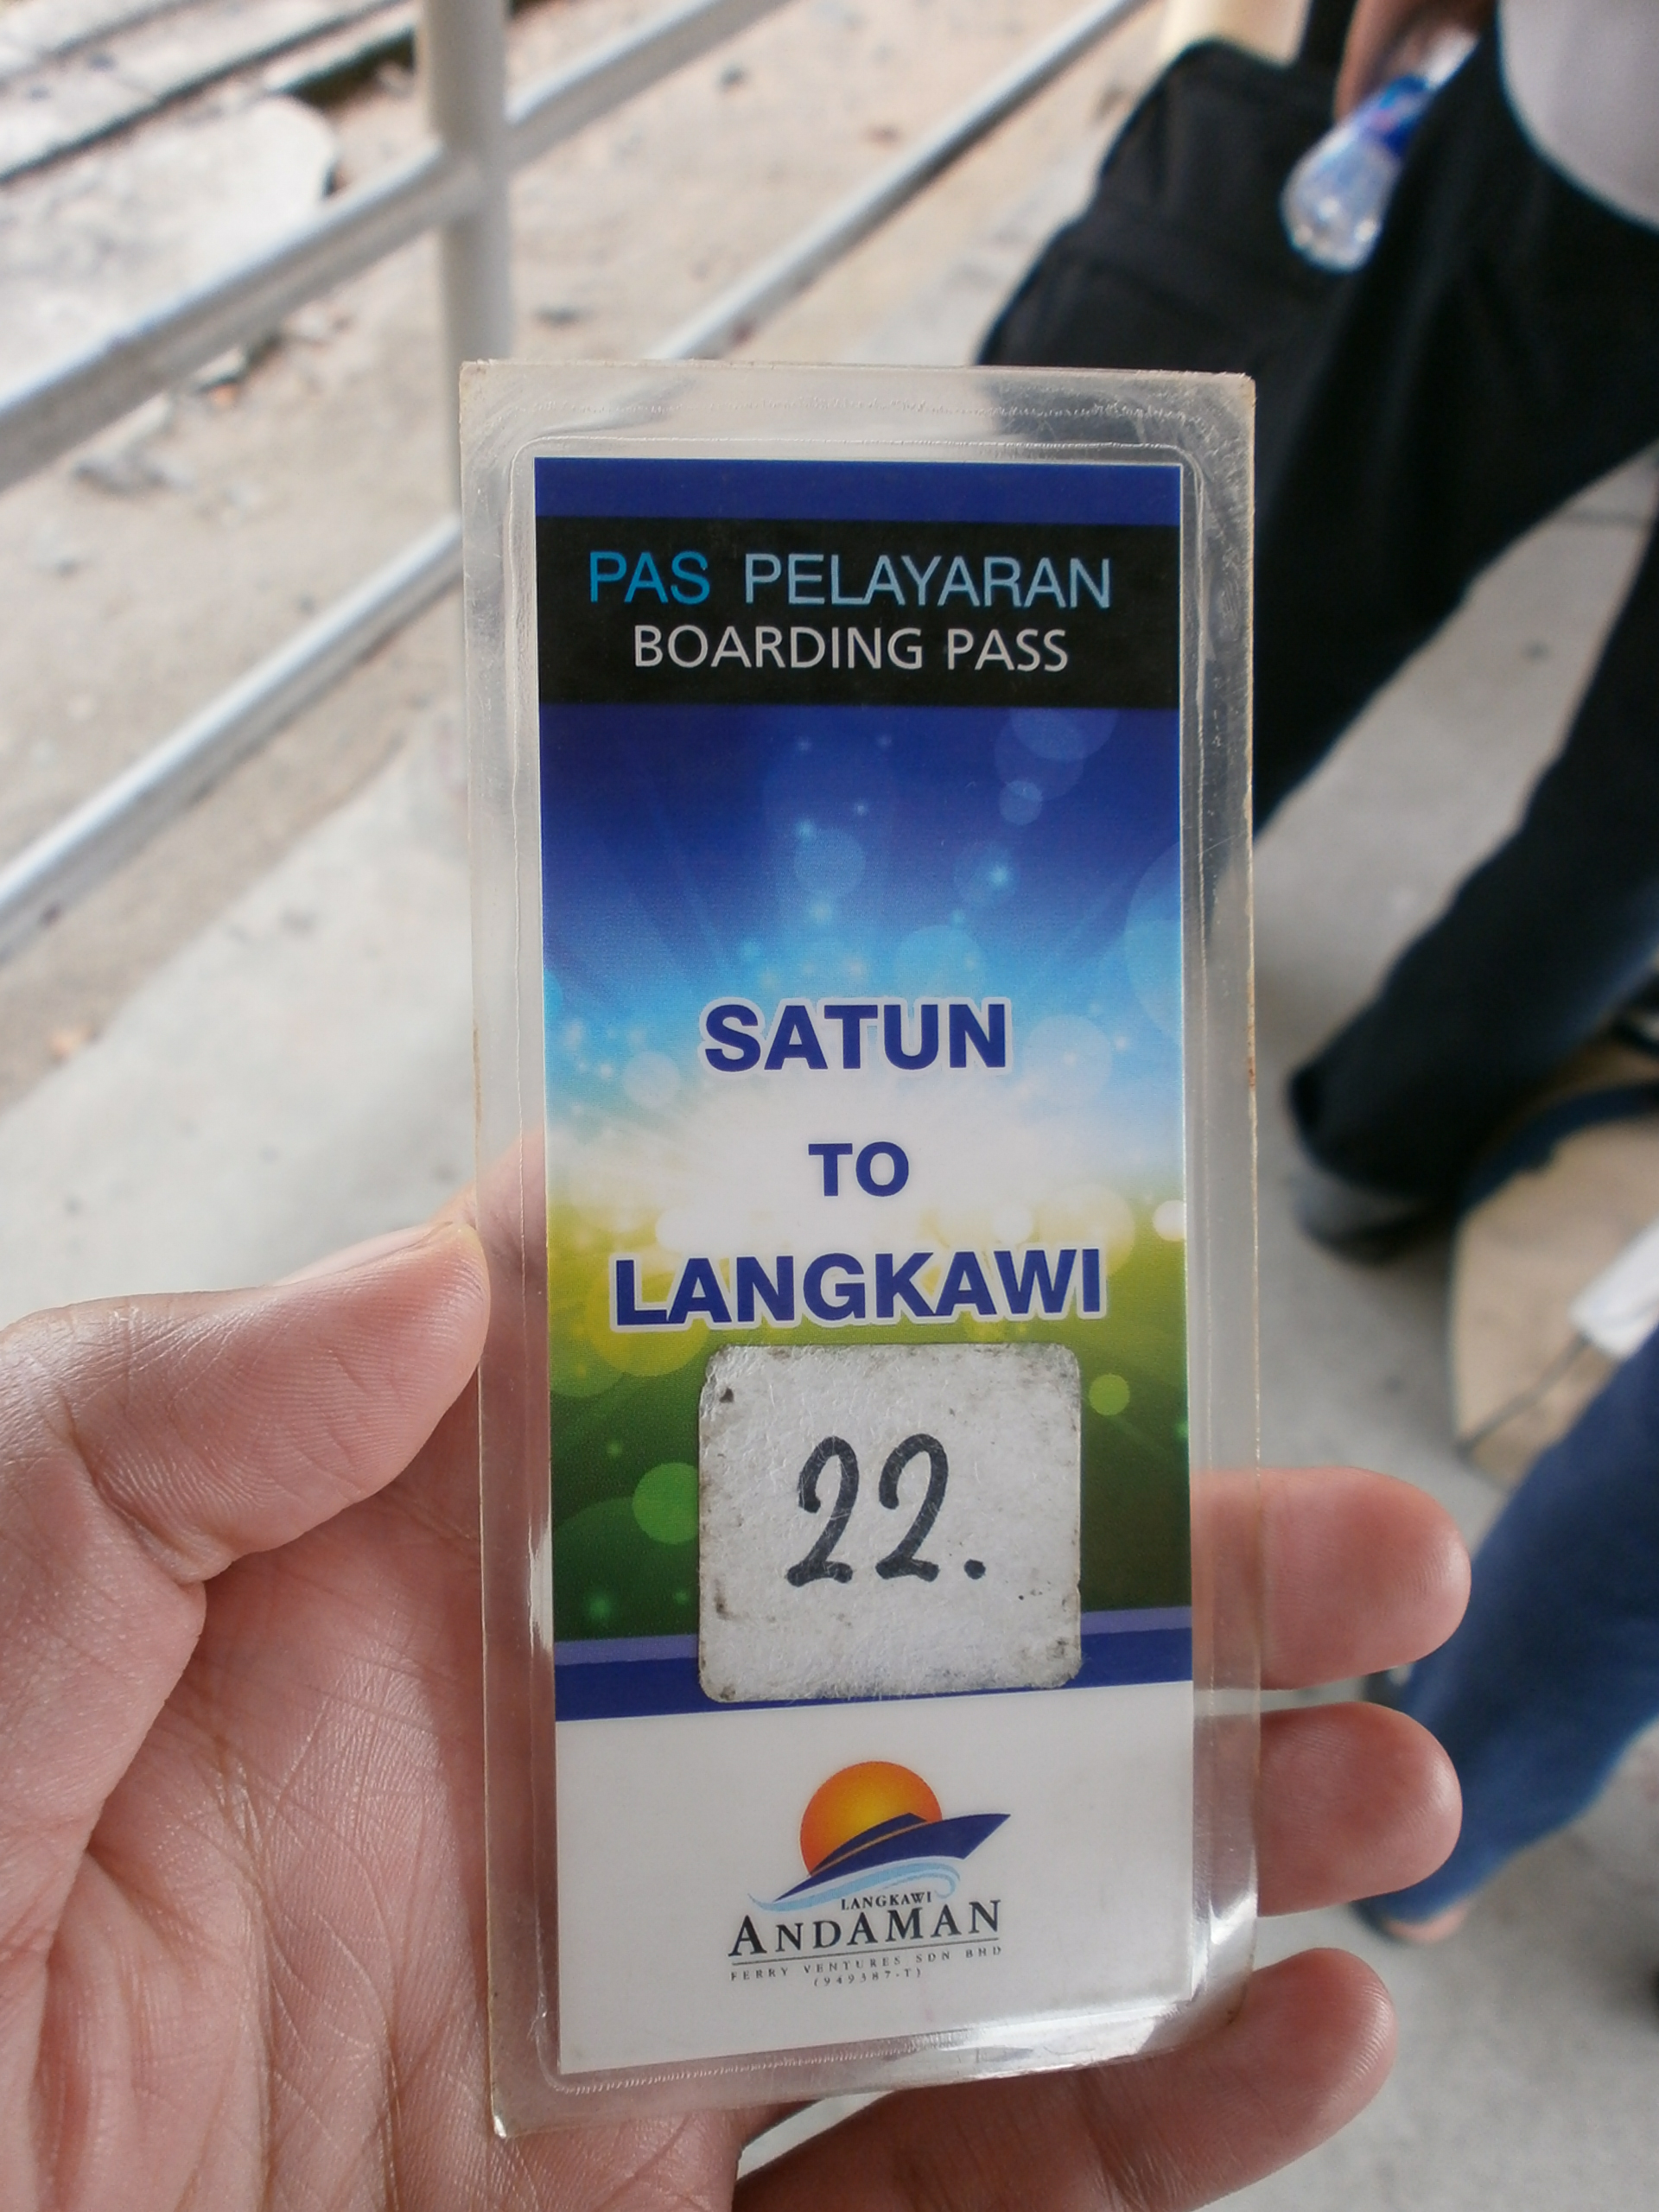 PAS PELAYARAN
BOARDING PASS
SATUN
TO
LANGKAWI
22.
LANGKAWI
ANDAMAN
FERRY VENTURES SDN BHD
(949387-T)